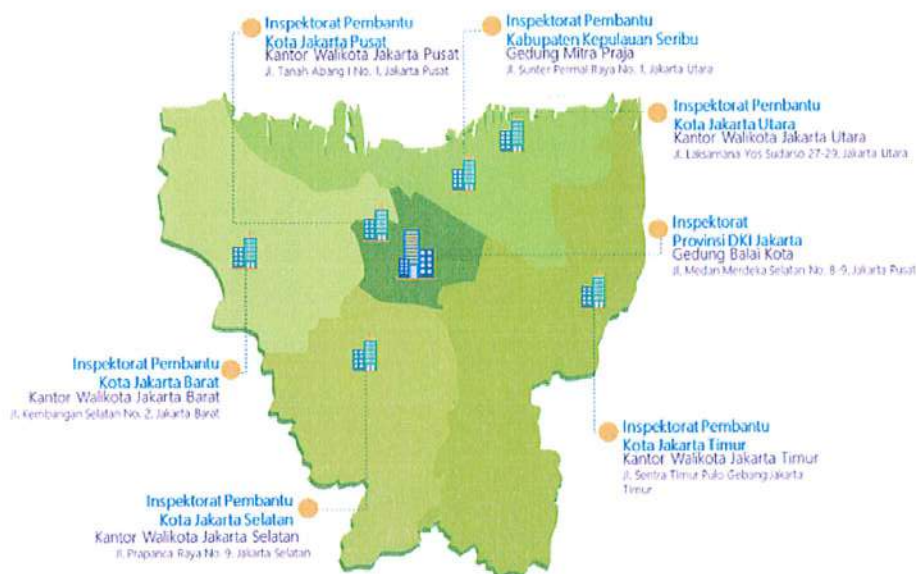 Inspektorat Pembantu
Kota Jakarta Pusat
Kantor Walikota Jakarta Pusat
Jl. Tanah Abang I No. 1, Jakarta Pusat
Inspektorat Pembantu
Kabupaten Kepulauan Seribu
Gedung Mitra Praja
Jl. Sunter Permai Raya No. 1, Jakarta Utara
Inspektorat Pembantu
Kota Jakarta Utara
Kantor Walikota Jakarta Utara
Jl. Laksamana Yos Sudarso 27-29, Jakarta Utara
Inspektorat
Provinsi DKI Jakarta
Gedung Balai Kota
Jl. Medan Merdeka Selatan No. 8-9, Jakarta Pusat
Inspektorat Pembantu
Kota Jakarta Barat
Kantor Walikota Jakarta Barat
Jl. Kembangan Selatan No. 2, Jakarta Barat
Inspektorat Pembantu
Kota Jakarta Timur
Kantor Walikota Jakarta Timur
Jl. Sentra Timur Pulo Gebang Jakarta
Timur
Inspektorat Pembantu
Kota Jakarta Selatan
Kantor Walikota Jakarta Selatan
Jl. Prapanca Raya No. 9, Jakarta Selatan